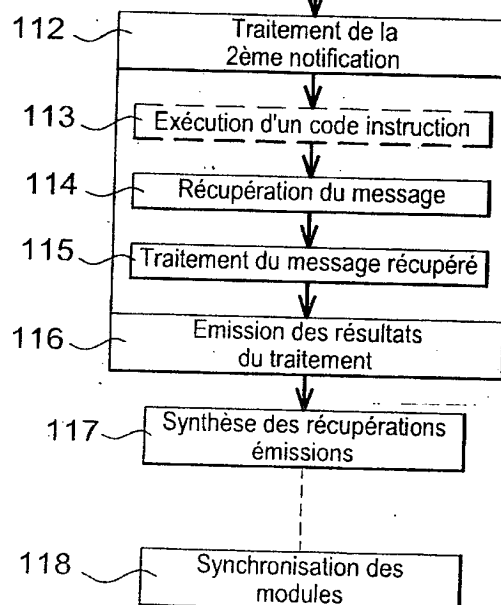 112 Traitement de la
2ème notification
113 Exécution d'un code instruction
114 Récupération du message
115 Traitement du message récupéré
116 Emission des résultats
du traitement
117 Synthèse des récupérations
émissions
118 Synchronisation des
modules